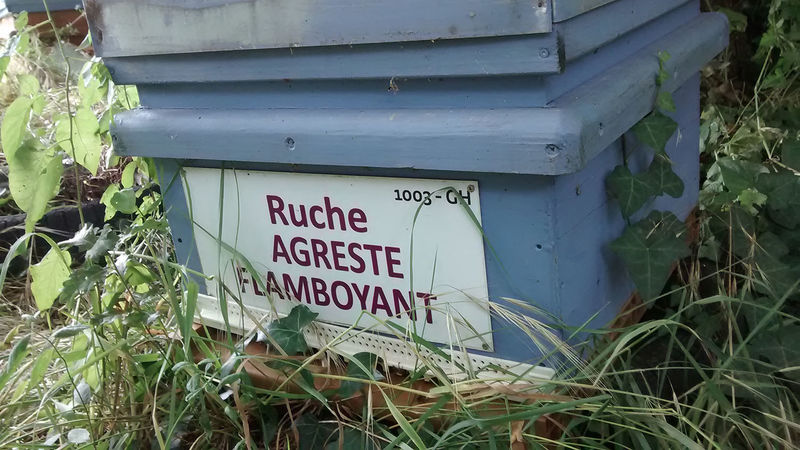 1003 - GH
Ruche
AGRESTE
FLAMBOYANT